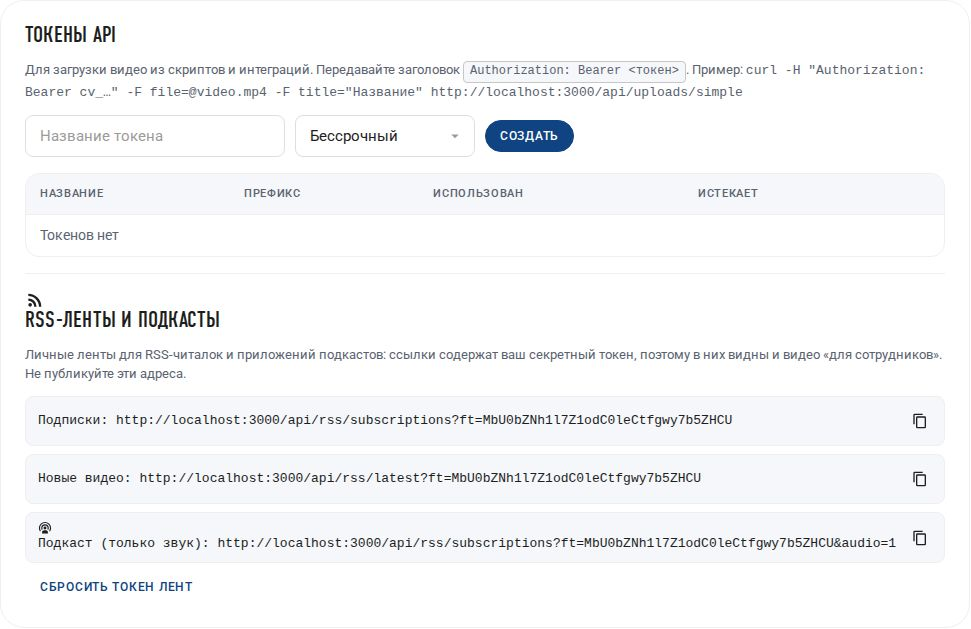 ТОКЕНЫ API
Для загрузки видео из скриптов и интеграций. Передавайте заголовок Authorization: Bearer <токен>. Пример: curl -H "Authorization:
Bearer cv_…" -F file=@video.mp4 -F title="Название" http://localhost:3000/api/uploads/simple
Название токена
Бессрочный
СОЗДАТЬ
НАЗВАНИЕ ПРЕФИКС ИСПОЛЬЗОВАН ИСТЕКАЕТ
Токенов нет
RSS-ЛЕНТЫ И ПОДКАСТЫ
Личные ленты для RSS-читалок и приложений подкастов: ссылки содержат ваш секретный токен, поэтому в них видны и видео «для сотрудников».
Не публикуйте эти адреса.
Подписки: http://localhost:3000/api/rss/subscriptions?ft=MbU0bZNh1l7Z1odC0leCtfgwy7b5ZHCU
Новые видео: http://localhost:3000/api/rss/latest?ft=MbU0bZNh1l7Z1odC0leCtfgwy7b5ZHCU
Подкаст (только звук): http://localhost:3000/api/rss/subscriptions?ft=MbU0bZNh1l7Z1odC0leCtfgwy7b5ZHCU&audio=1
СБРОСИТЬ ТОКЕН ЛЕНТ